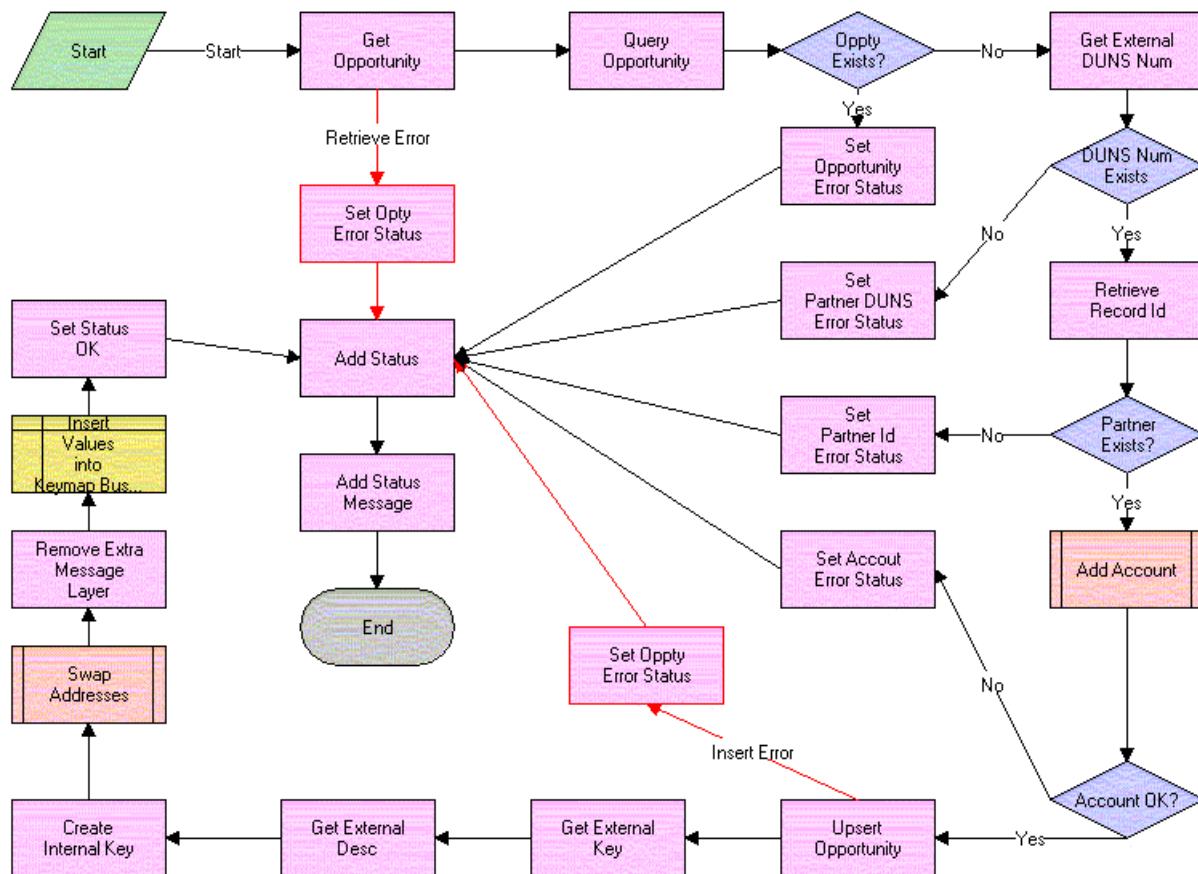 Start
Start
Get
Opportunity
Query
Opportunity
Oppty
Exists?
No
Get External
DUNS Num
Retrieve Error
Yes
Set
Opportunity
Error Status
DUNS Num
Exists
Set Opty
Error Status
No
Yes
Set
Partner DUNS
Error Status
Retrieve
Record Id
Set Status
OK
Add Status
Insert
Values
into
Keymap Bus...
Set
Partner Id
Error Status
No
Partner
Exists?
Add Status
Message
Yes
Remove Extra
Message
Layer
Set Accout
Error Status
Add Account
End
Swap
Addresses
Set Oppty
Error Status
No
Insert Error
Create
Internal Key
Get External
Desc
Get External
Key
Upsert
Opportunity
Yes
Account OK?